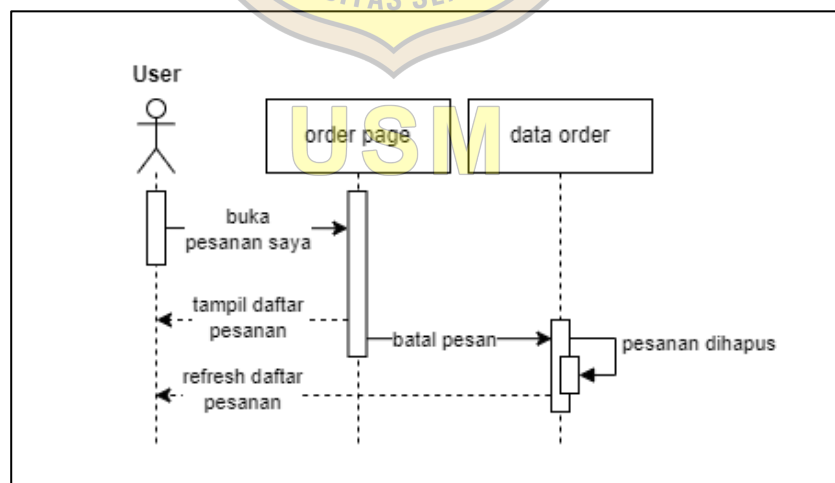 USM
User
order page
data order
buka
pesanan saya
tampil daftar
pesanan
batal pesan
pesanan dihapus
refresh daftar
pesanan